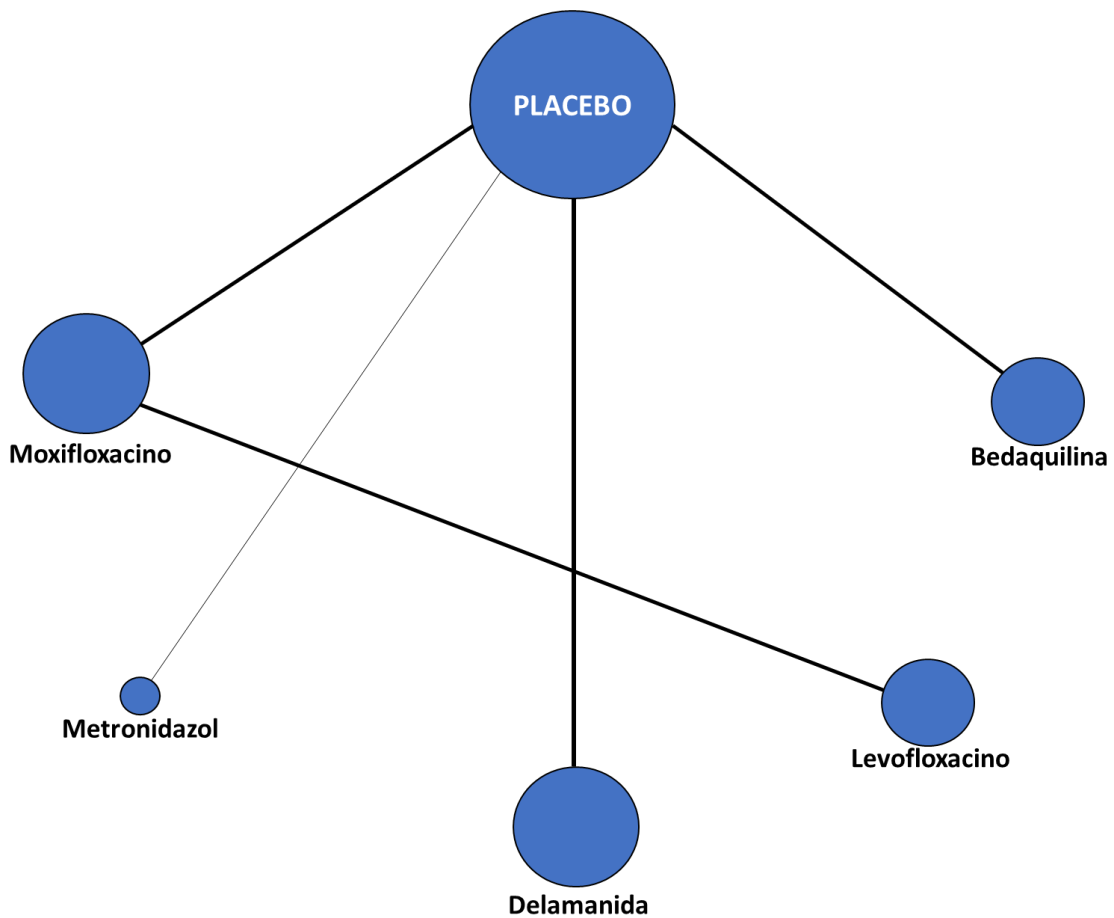 PLACEBO
Moxifloxacino
Bedaquilina
Metronidazol
Levofloxacino
Delamanida